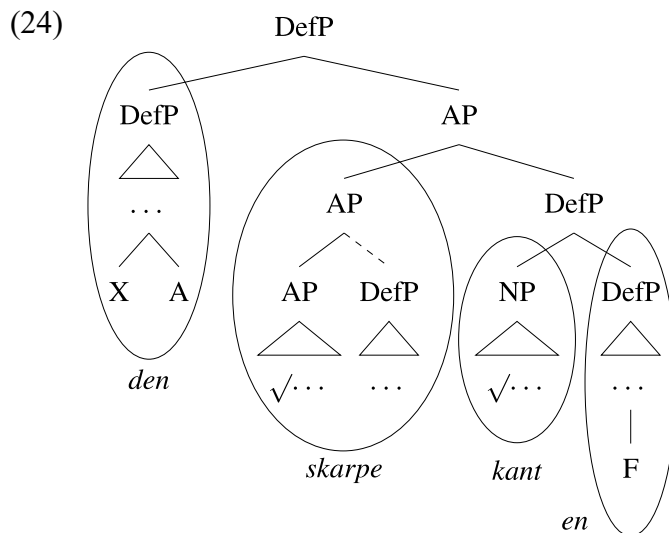 (24) DefP
DefP AP
... AP DefP
X A AP DefP NP DefP
den √... ... √... ...
skarpe kant F
en